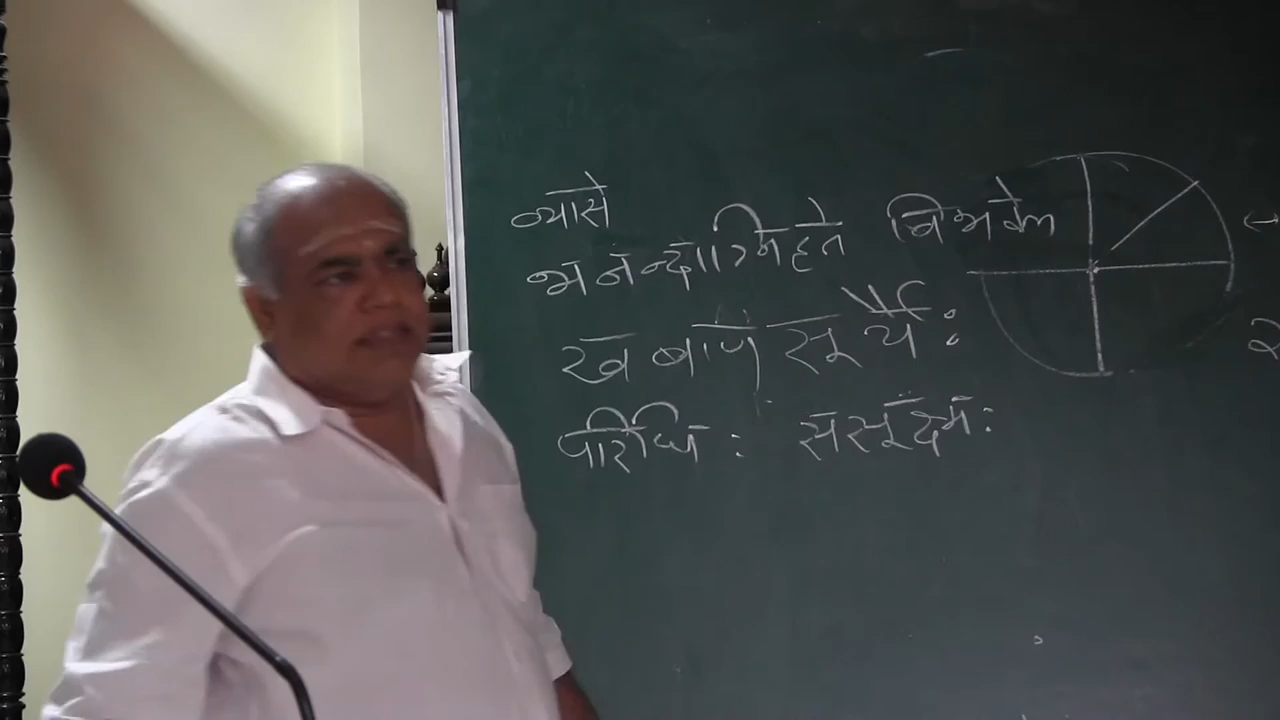 व्यासे
भनन्दाग्निहते विभक्ते
खबाणसूर्यैः
परिधिः ससूक्ष्मः